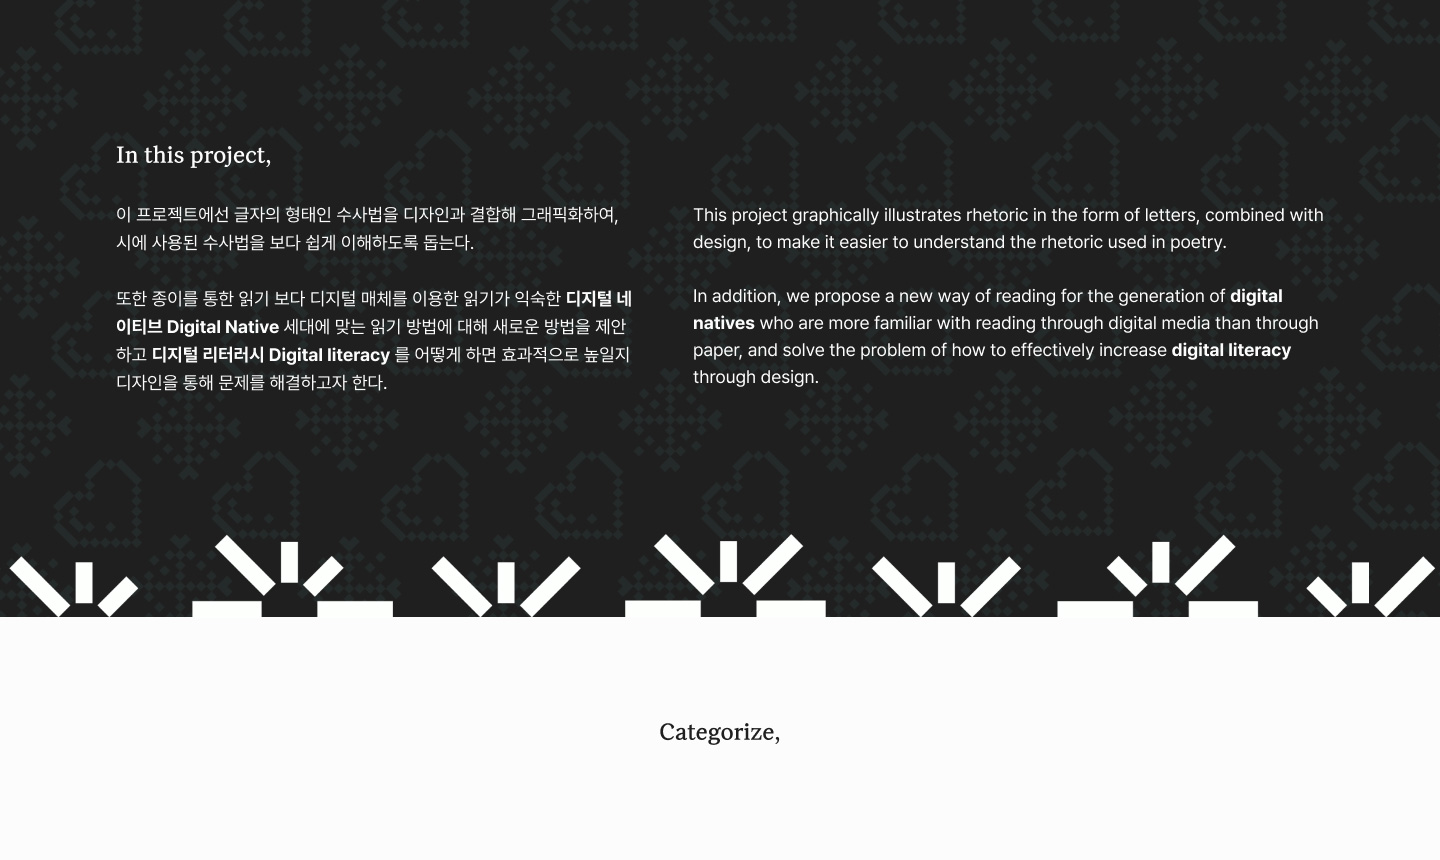 In this project,
이 프로젝트에선 글자의 형태인 수사법을 디자인과 결합해 그래픽화하여,
시에 사용된 수사법을 보다 쉽게 이해하도록 돕는다.
또한 종이를 통한 읽기 보다 디지털 매체를 이용한 읽기가 익숙한 디지털 네
이티브 Digital Native 세대에 맞는 읽기 방법에 대해 새로운 방법을 제안
하고 디지털 리터러시 Digital literacy 를 어떻게 하면 효과적으로 높일지
디자인을 통해 문제를 해결하고자 한다.
This project graphically illustrates rhetoric in the form of letters, combined with
design, to make it easier to understand the rhetoric used in poetry.
In addition, we propose a new way of reading for the generation of digital
natives who are more familiar with reading through digital media than through
paper, and solve the problem of how to effectively increase digital literacy
through design.
Categorize,